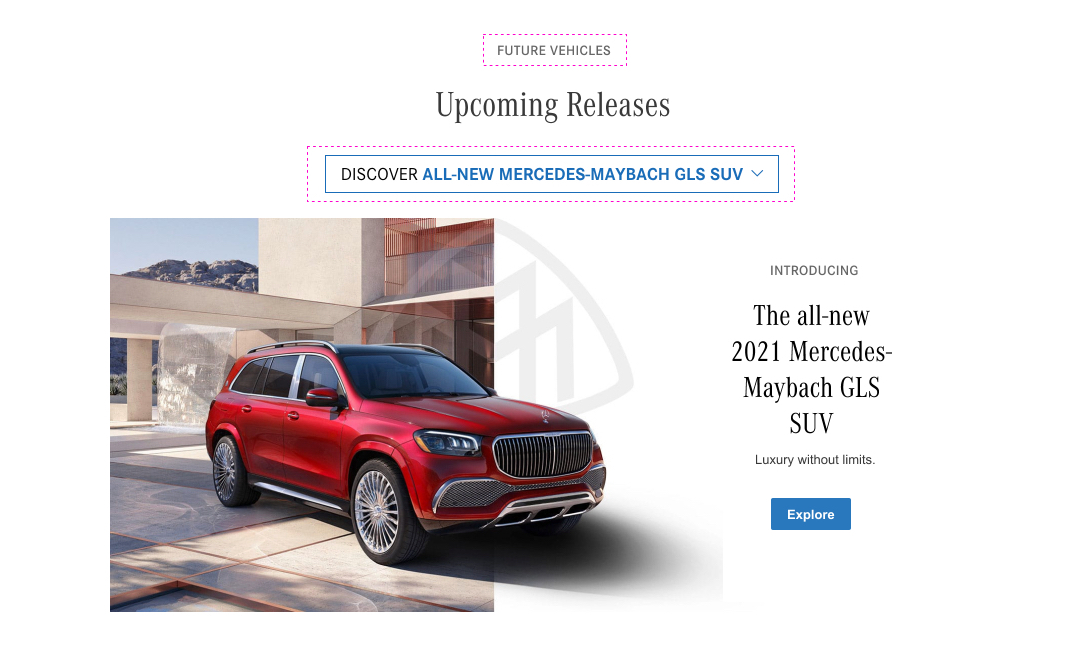 FUTURE VEHICLES
Upcoming Releases
DISCOVER ALL-NEW MERCEDES-MAYBACH GLS SUV
INTRODUCING
The all-new
2021 Mercedes-
Maybach GLS
SUV
Luxury without limits.
Explore